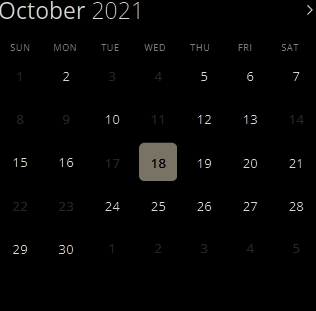 October 2021
SUN MON TUE WED THU FRI SAT
1 2 3 4 5 6 7
8 9 10 11 12 13 14
15 16 17 18 19 20 21
22 23 24 25 26 27 28
29 30 1 2 3 4 5